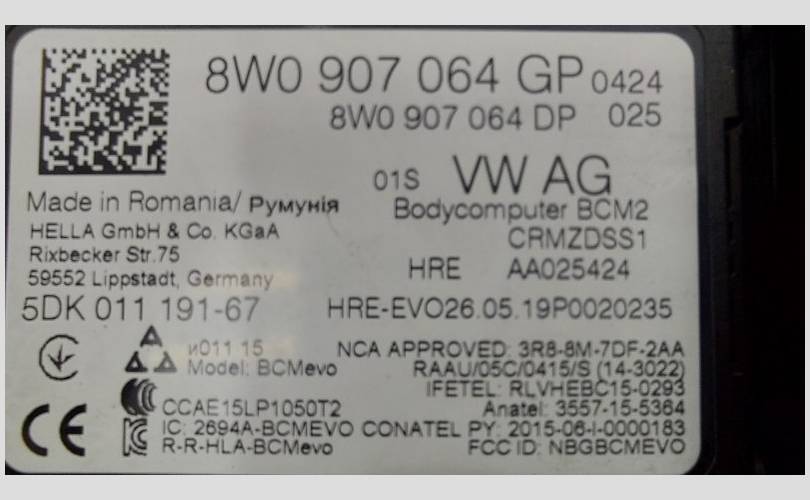 8W0 907 064 GP 0424
8W0 907 064 DP 025
01S VW AG
Made in Romania/ Румунія
Bodycomputer BCM2
HELLA GmbH & Co. KGaA
CRMZDSS1
Rixbecker Str.75
59552 Lippstadt, Germany
HRE AA025424
5DK 011 191-67
HRE-EVO26.05.19P0020235
и011 15
NCA APPROVED: 3R8-8M-7DF-2AA
Model: BCMevo
RAAU/05C/0415/S (14-3022)
IFETEL: RLVHEBC15-0293
CCAE15LP1050T2
Anatel: 3557-15-5364
CE
IC: 2694A-BCMEVO CONATEL PY: 2015-06-I-0000183
R-R-HLA-BCMevo
FCC ID: NBGBCMEVO